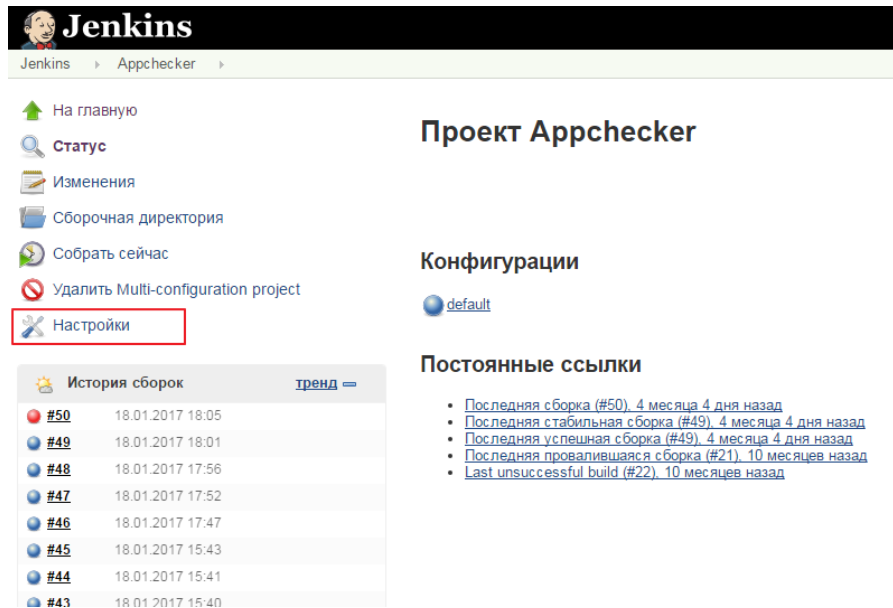 Jenkins
Jenkins Appchecker
На главную
Статус
Изменения
Сборочная директория
Собрать сейчас
Удалить Multi-configuration project
Настройки
История сборок тренд
#50 18.01.2017 18:05
#49 18.01.2017 18:01
#48 18.01.2017 17:56
#47 18.01.2017 17:52
#46 18.01.2017 17:47
#45 18.01.2017 15:43
#44 18.01.2017 15:41
#43 18.01.2017 15:40
Проект Appchecker
Конфигурации
default
Постоянные ссылки
Последняя сборка (#50), 4 месяца 4 дня назад
Последняя стабильная сборка (#49), 4 месяца 4 дня назад
Последняя успешная сборка (#49), 4 месяца 4 дня назад
Последняя провалившаяся сборка (#21), 10 месяцев назад
Last unsuccessful build (#22), 10 месяцев назад